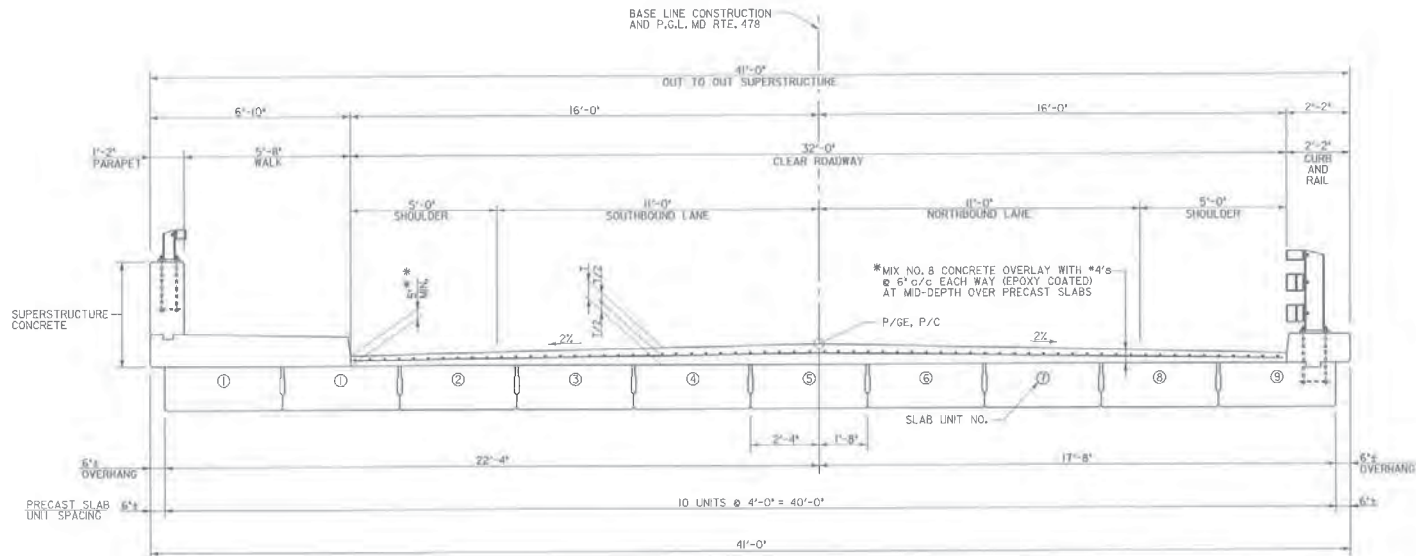 BASE LINE CONSTRUCTION
AND P.G.L. MD RTE. 478
41'-0"
OUT TO OUT SUPERSTRUCTURE
6'-10"
16'-0"
16'-0"
2'-2"
1'-2"
PARAPET
5'-8"
WALK
32'-0"
CLEAR ROADWAY
2'-2"
CURB
AND
RAIL
5'-0"
SHOULDER
11'-0"
SOUTHBOUND LANE
11'-0"
NORTHBOUND LANE
5'-0"
SHOULDER
*
MIN.
T
T/2
T/2
*MIX NO. 8 CONCRETE OVERLAY WITH #4's
@ 6" c/c EACH WAY (EPOXY COATED)
AT MID-DEPTH OVER PRECAST SLABS
SUPERSTRUCTURE
CONCRETE
P/GE, P/C
2%
2%
1 1 2 3 4 5 6 7 8 9
SLAB UNIT NO.
2'-4"
1'-8"
6"±
OVERHANG
22'-4"
17'-8"
6"±
OVERHANG
PRECAST SLAB
UNIT SPACING
6"±
10 UNITS @ 4'-0" = 40'-0"
6"±
41'-0"